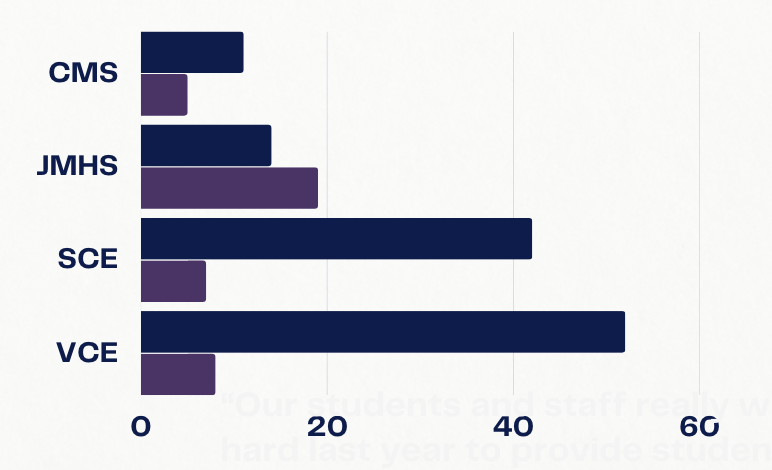 CMS
JMHS
SCE
VCE
"Our students and staff really w
0 20 40 60
hard last year to provide studen